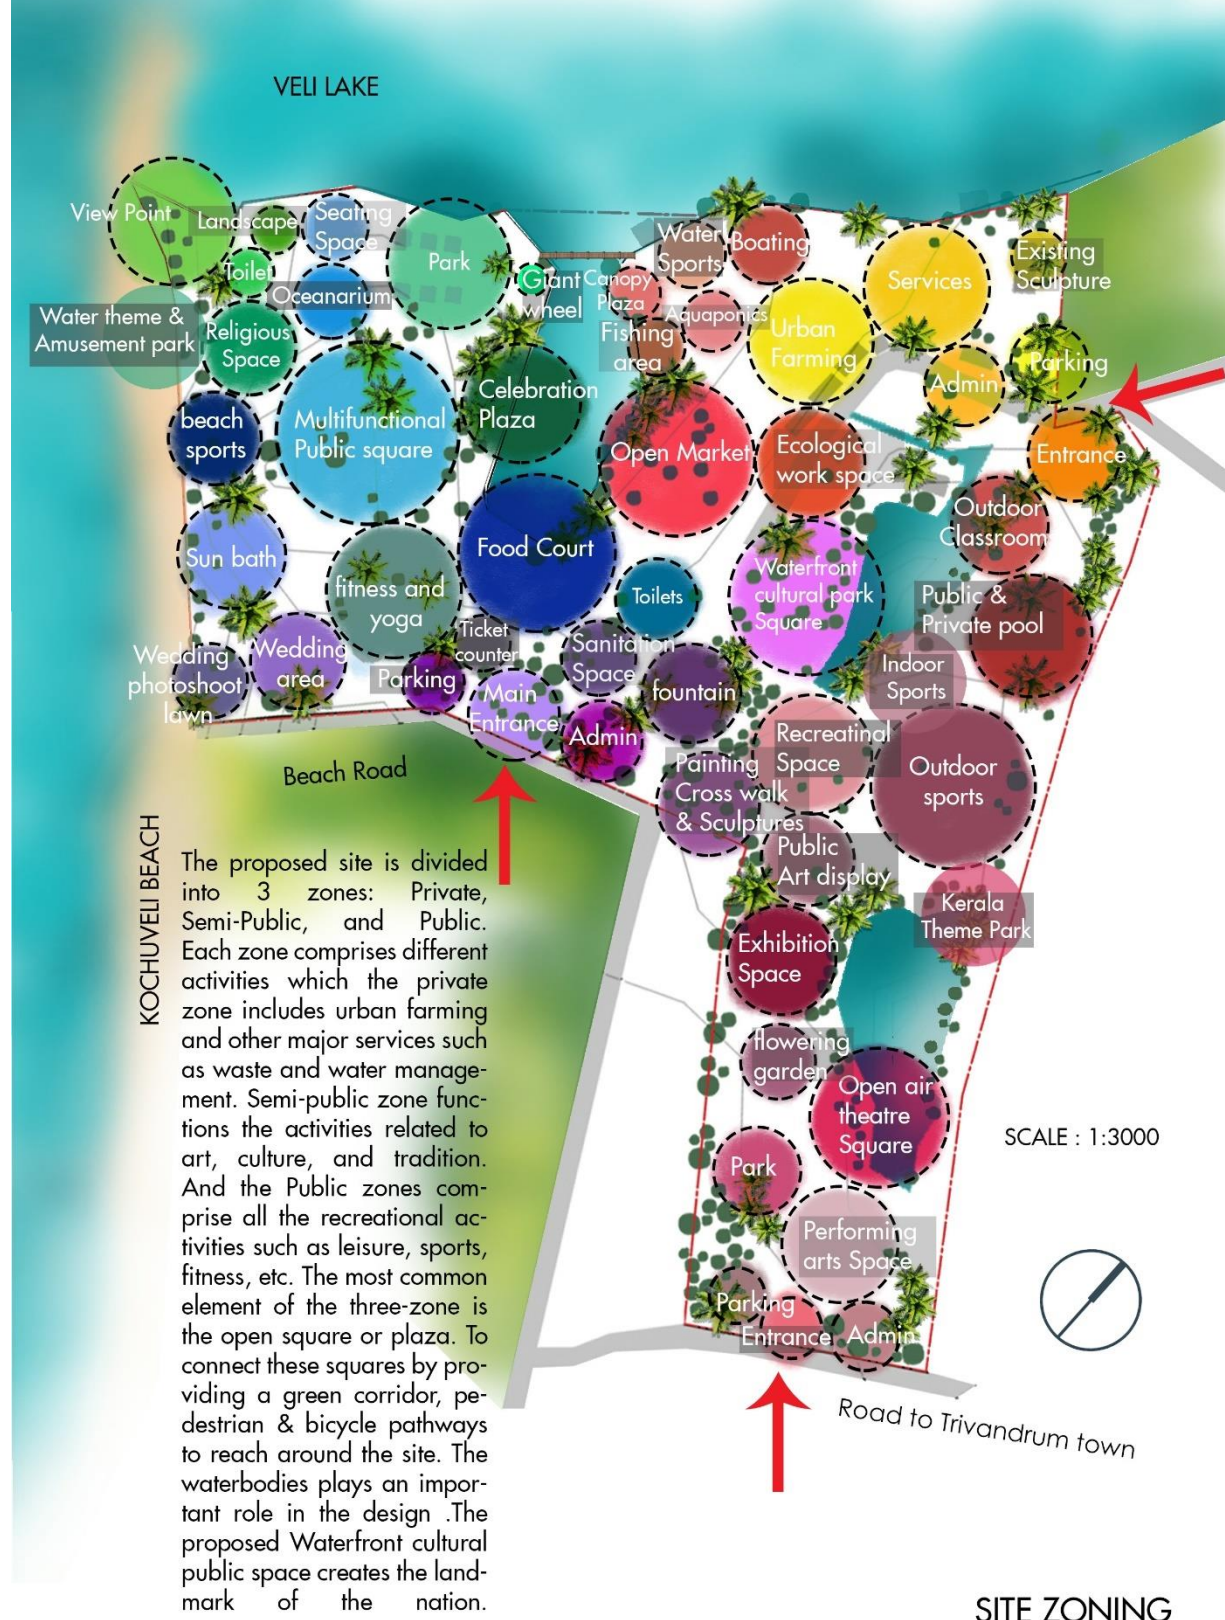 VELI LAKE
View Point
Landscape
Seating
Space
Toilet
Oceanarium
Park
Giant
wheel
Canopy
Plaza
Water
Sports
Boating
Aquaponics
Fishing
area
Services
Existing
Sculpture
Water theme &
Amusement park
Religious
Space
Urban
Farming
Parking
Admin
beach
sports
Multifunctional
Public square
Celebration
Plaza
Open Market
Ecological
work space
Entrance
Outdoor
Classroom
Sun bath
fitness and
yoga
Food Court
Toilets
Waterfront
cultural park
Square
Public &
Private pool
Wedding
photoshoot
lawn
Wedding
area
Parking
Ticket
counter
Main
Entrance
Sanitation
Space
fountain
Admin
Indoor
Sports
Recreatinal
Space
Outdoor
sports
Painting
Cross walk
& Sculptures
Public
Art display
Kerala
Theme Park
Exhibition
Space
flowering
garden
Open air
theatre
Square
Park
Performing
arts Space
Parking
Entrance
Admin
Beach Road
KOCHUVELI BEACH
The proposed site is divided
into 3 zones: Private,
Semi-Public, and Public.
Each zone comprises different
activities which the private
zone includes urban farming
and other major services such
as waste and water manage-
ment. Semi-public zone func-
tions the activities related to
art, culture, and tradition.
And the Public zones com-
prise all the recreational ac-
tivities such as leisure, sports,
fitness, etc. The most common
element of the three-zone is
the open square or plaza. To
connect these squares by pro-
viding a green corridor, pe-
destrian & bicycle pathways
to reach around the site. The
waterbodies plays an impor-
tant role in the design .The
proposed Waterfront cultural
public space creates the land-
mark of the nation.
SCALE : 1:3000
Road to Trivandrum town
SITE ZONING